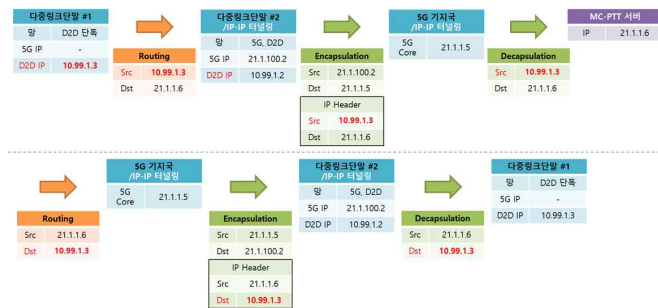 다중링크단말 #1
망 D2D 단독
5G IP -
D2D IP 10.99.1.3
Routing
Src 10.99.1.3
Dst 21.1.1.6
다중링크단말 #2
/IP-IP 터널링
망 5G, D2D
5G IP 21.1.100.2
D2D IP 10.99.1.2
Encapsulation
Src 21.1.100.2
Dst 21.1.1.5
IP Header
Src 10.99.1.3
Dst 21.1.1.6
5G 기지국
/IP-IP 터널링
5G Core 21.1.1.5
Decapsulation
Src 10.99.1.3
Dst 21.1.1.6
MC-PTT 서버
IP 21.1.1.6
Routing
Src 21.1.1.6
Dst 10.99.1.3
5G 기지국
/IP-IP 터널링
5G Core 21.1.1.5
Encapsulation
Src 21.1.1.5
Dst 21.1.100.2
IP Header
Src 21.1.1.6
Dst 10.99.1.3
다중링크단말 #2
/IP-IP 터널링
망 5G, D2D
5G IP 21.1.100.2
D2D IP 10.99.1.2
Decapsulation
Src 21.1.1.6
Dst 10.99.1.3
다중링크단말 #1
망 D2D 단독
5G IP -
D2D IP 10.99.1.3